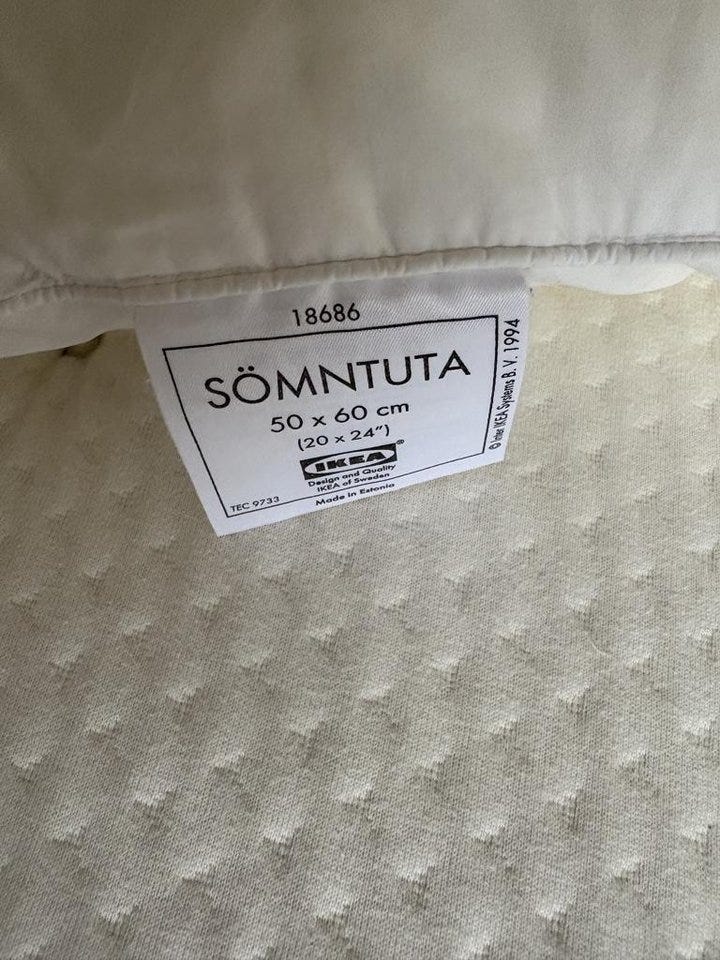 18686
SÖMNTUTA
50 x 60 cm
(20 x 24")
IKEA®
Design and Quality
IKEA of Sweden
TEC 9733
Made in Estonia
© Inter IKEA Systems B.V. 1994